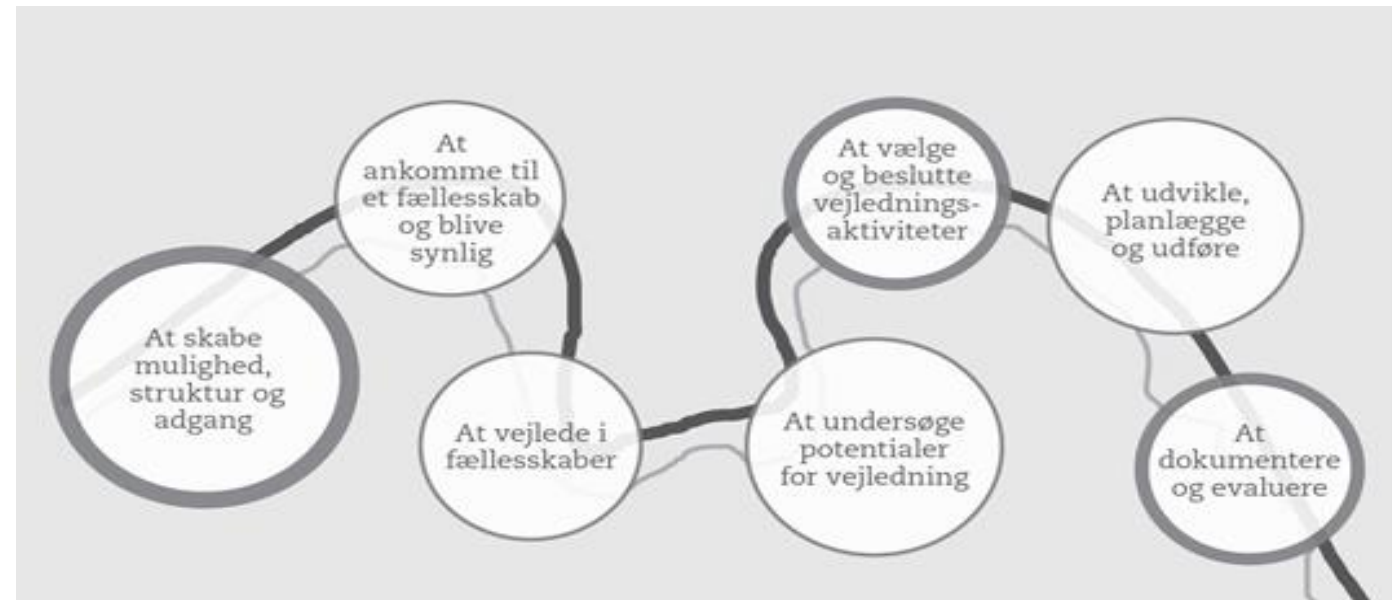 At skabe
mulighed,
struktur og
adgang
At
ankomme til
et fællesskab
og blive
synlig
At vejlede i
fællesskaber
At undersøge
potentialer
for vejledning
At vælge
og beslutte
vejlednings-
aktiviteter
At udvikle,
planlægge
og udføre
At
dokumentere
og evaluere